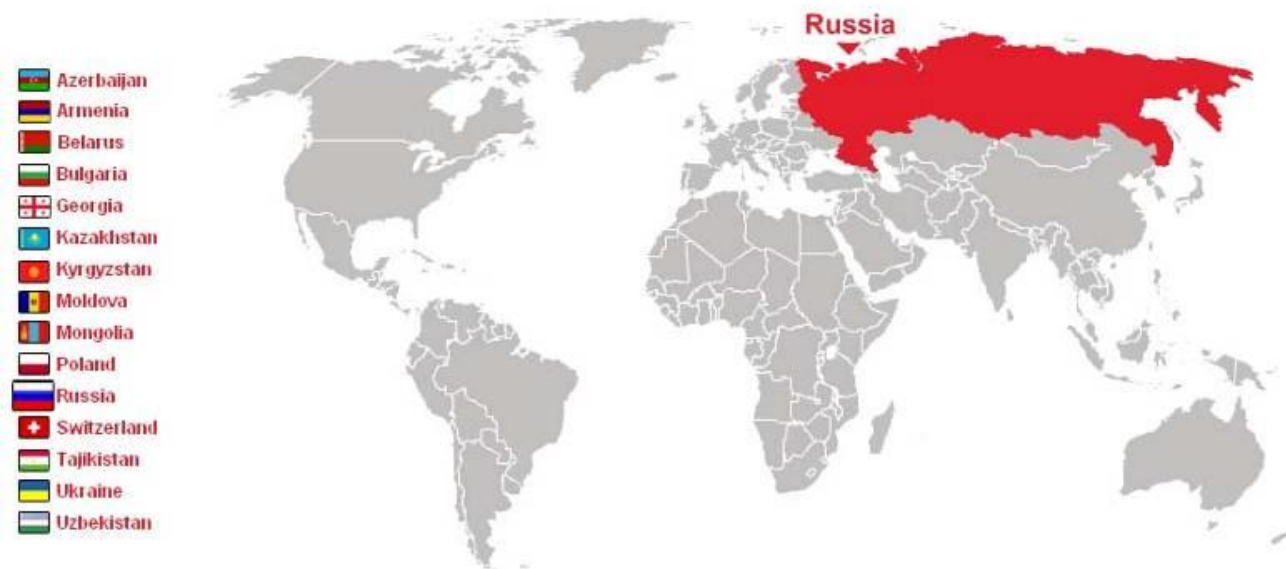 Russia
Azerbaijan
Armenia
Belarus
Bulgaria
Georgia
Kazakhstan
Kyrgyzstan
Moldova
Mongolia
Poland
Russia
Switzerland
Tajikistan
Ukraine
Uzbekistan